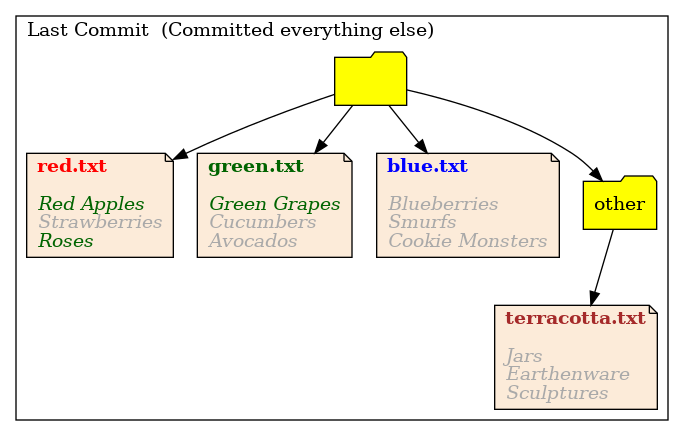 Last Commit  (Committed everything else)
red.txt
Red Apples
Strawberries
Roses
green.txt
Green Grapes
Cucumbers
Avocados
blue.txt
Blueberries
Smurfs
Cookie Monsters
other
terracotta.txt
Jars
Earthenware
Sculptures